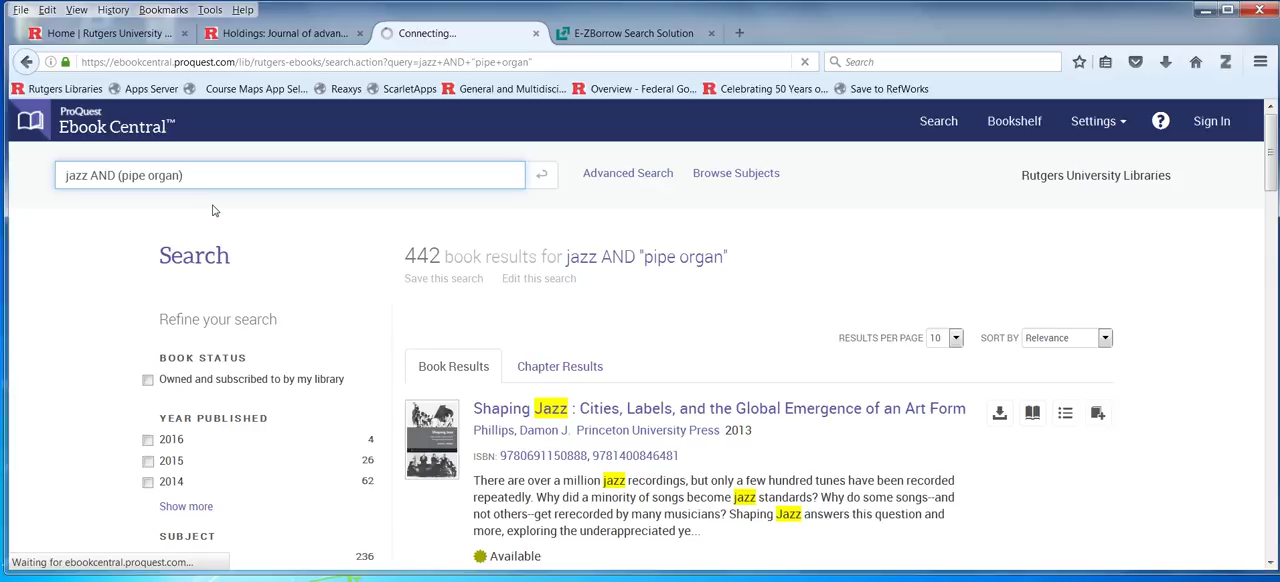 File Edit View History Bookmarks Tools Help
Home | Rutgers University ... × Holdings: Journal of advan... × Connecting... × E-ZBorrow Search Solution × +
https://ebookcentral.proquest.com/lib/rutgers-ebooks/search.action?query=jazz+AND+"pipe+organ" Search
Rutgers Libraries Apps Server Course Maps App Sel... Reaxys ScarletApps General and Multidisci... Overview - Federal Go... Celebrating 50 Years o... Save to RefWorks
ProQuest
Ebook Central™ Search Bookshelf Settings ? Sign In
jazz AND (pipe organ) Advanced Search Browse Subjects Rutgers University Libraries
Search
442 book results for jazz AND "pipe organ"
Save this search Edit this search
Refine your search
RESULTS PER PAGE 10 SORT BY Relevance
BOOK STATUS
Owned and subscribed to by my library
Book Results Chapter Results
YEAR PUBLISHED
2016 4
2015 26
2014 62
Show more
SUBJECT
236
Shaping Jazz : Cities, Labels, and the Global Emergence of an Art Form
Phillips, Damon J. Princeton University Press 2013
ISBN: 9780691150888, 9781400846481
There are over a million jazz recordings, but only a few hundred tunes have been recorded
repeatedly. Why did a minority of songs become jazz standards? Why do some songs--and
not others--get rerecorded by many musicians? Shaping Jazz answers this question and
more, exploring the underappreciated ye...
Available
Waiting for ebookcentral.proquest.com...